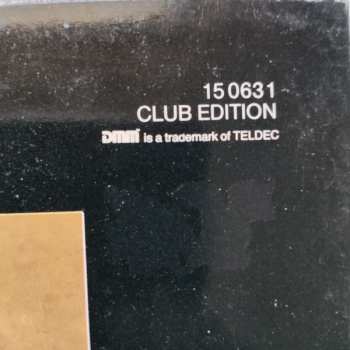 15 0631
CLUB EDITION
DMM is a trademark of TELDEC